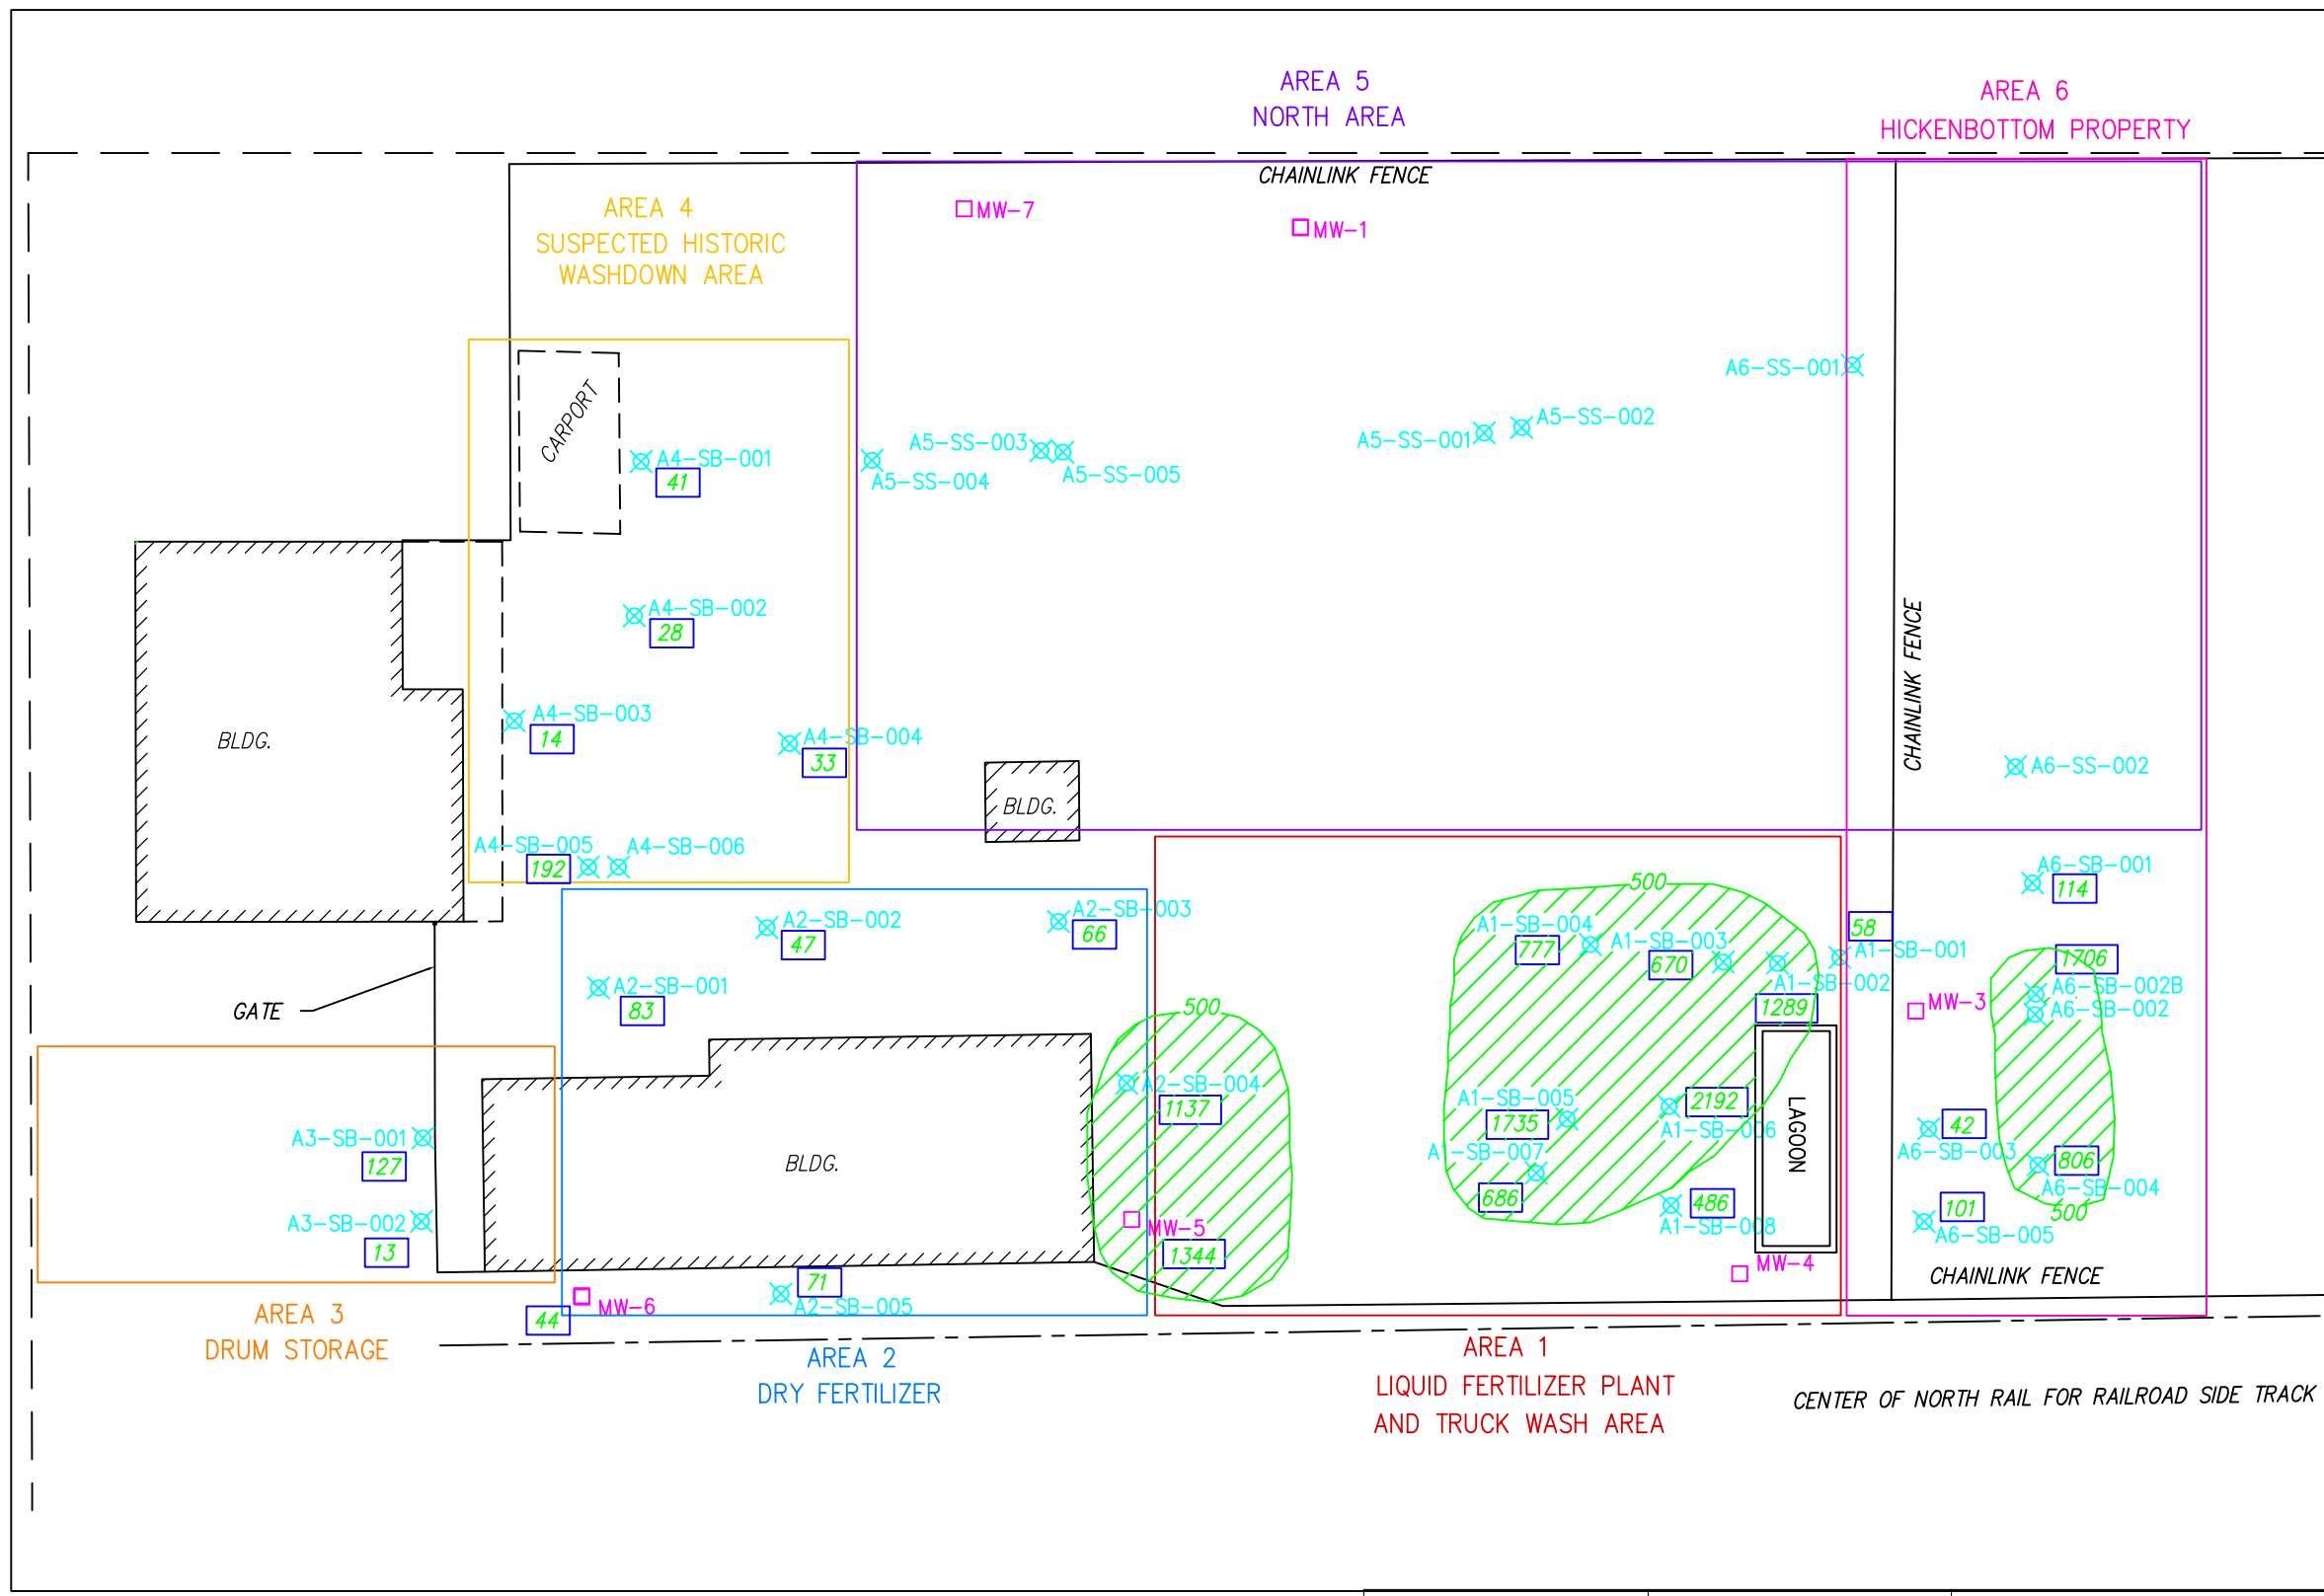 AREA 5
NORTH AREA
AREA 6
HICKENBOTTOM PROPERTY
CHAINLINK FENCE
AREA 4
SUSPECTED HISTORIC
WASHDOWN AREA
MW-7
MW-1
CARPORT
A4-SB-001
41
A5-SS-003
A5-SS-004
A5-SS-005
A5-SS-001
A5-SS-002
A6-SS-001
A4-SB-002
28
CHAINLINK FENCE
BLDG.
A4-SB-003
14
A4-SB-004
33
BLDG.
A6-SS-002
A4-SB-005
192
A4-SB-006
A6-SB-001
114
500
A2-SB-002
47
A2-SB-003
66
A1-SB-004
777
A1-SB-003
670
58
A1-SB-001
A1-SB-002
1289
1706
A6-SB-002B
A6-SB-002
MW-3
A2-SB-001
83
GATE
500
A2-SB-004
1137
A1-SB-005
1735
2192
A1-SB-006
LAGOON
42
A6-SB-003
A3-SB-001
127
BLDG.
A1-SB-007
686
486
A1-SB-008
806
A6-SB-004
500
101
A6-SB-005
A3-SB-002
13
MW-5
1344
MW-4
CHAINLINK FENCE
71
A2-SB-005
MW-6
44
AREA 3
DRUM STORAGE
AREA 2
DRY FERTILIZER
AREA 1
LIQUID FERTILIZER PLANT
AND TRUCK WASH AREA
CENTER OF NORTH RAIL FOR RAILROAD SIDE TRACK